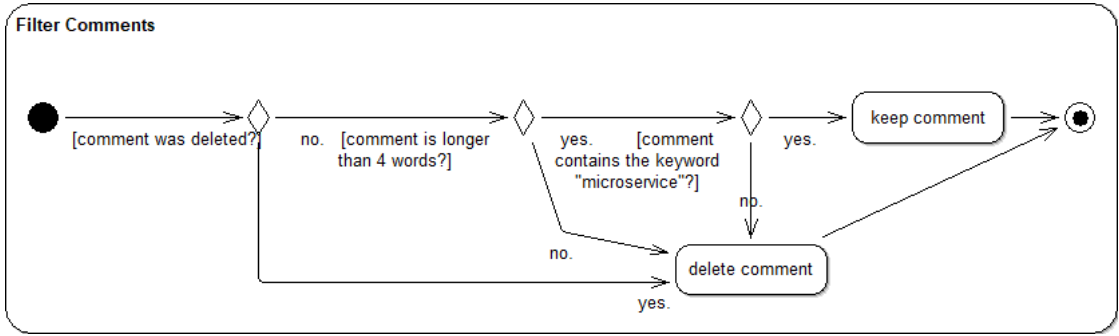 Filter Comments
[comment was deleted?]
no. [comment is longer
than 4 words?]
yes. [comment
contains the keyword
"microservice"?]
yes.
keep comment
no.
no.
delete comment
yes.